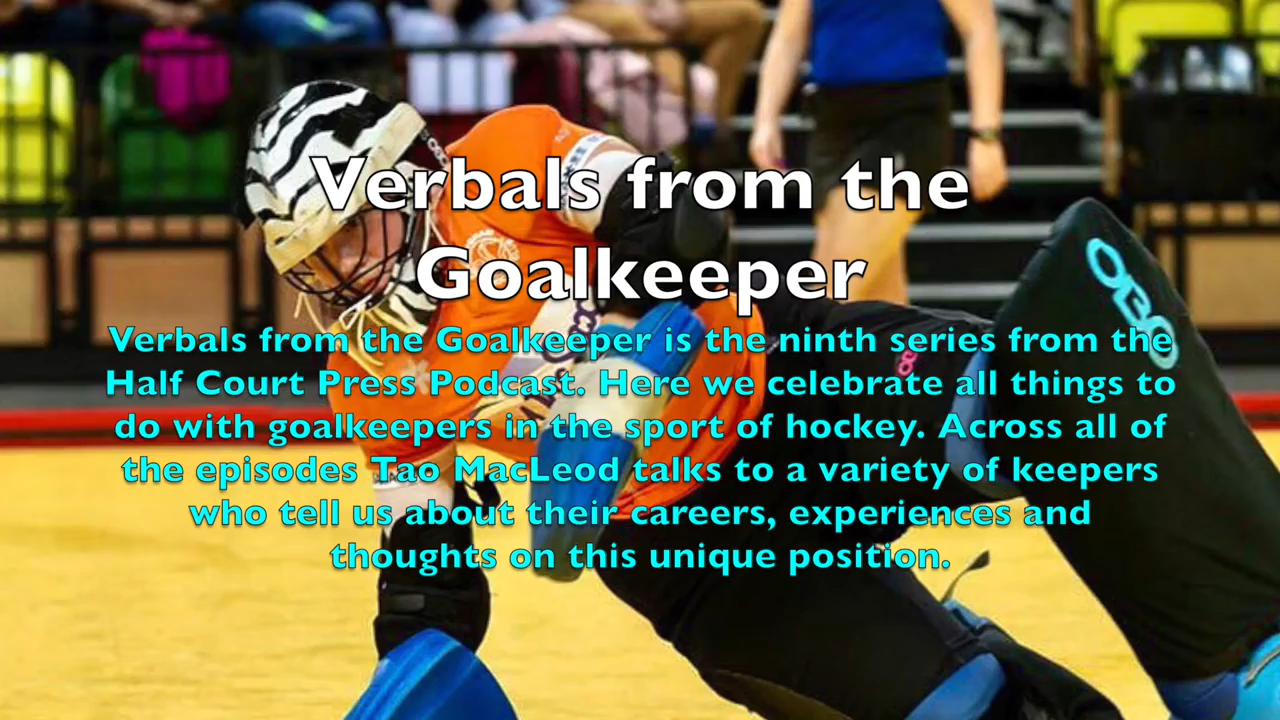 Verbals from the
Goalkeeper
Verbals from the Goalkeeper is the ninth series from the
Half Court Press Podcast. Here we celebrate all things to
do with goalkeepers in the sport of hockey. Across all of
the episodes Tao MacLeod talks to a variety of keepers
who tell us about their careers, experiences and
thoughts on this unique position.
OBO